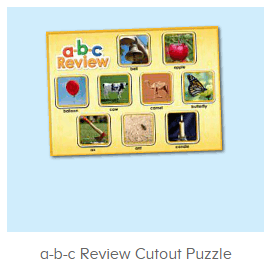 a-b-c
Review
bell
apple
balloon
cow
camel
butterfly
ax
ant
candle
a-b-c Review Cutout Puzzle